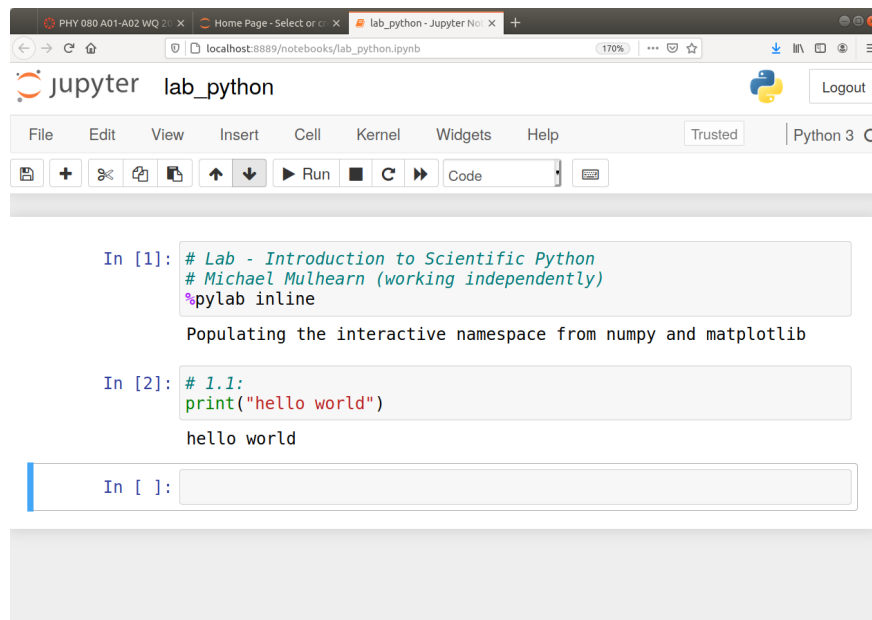 PHY 080 A01-A02 WQ 20
Home Page - Select or cr
lab_python - Jupyter Not
localhost:8889/notebooks/lab_python.ipynb
170%
jupyter lab_python
Logout
File Edit View Insert Cell Kernel Widgets Help
Trusted
Python 3
Run
Code
In [1]: # Lab - Introduction to Scientific Python
# Michael Mulhearn (working independently)
%pylab inline
Populating the interactive namespace from numpy and matplotlib
In [2]: # 1.1:
print("hello world")
hello world
In [ ]: